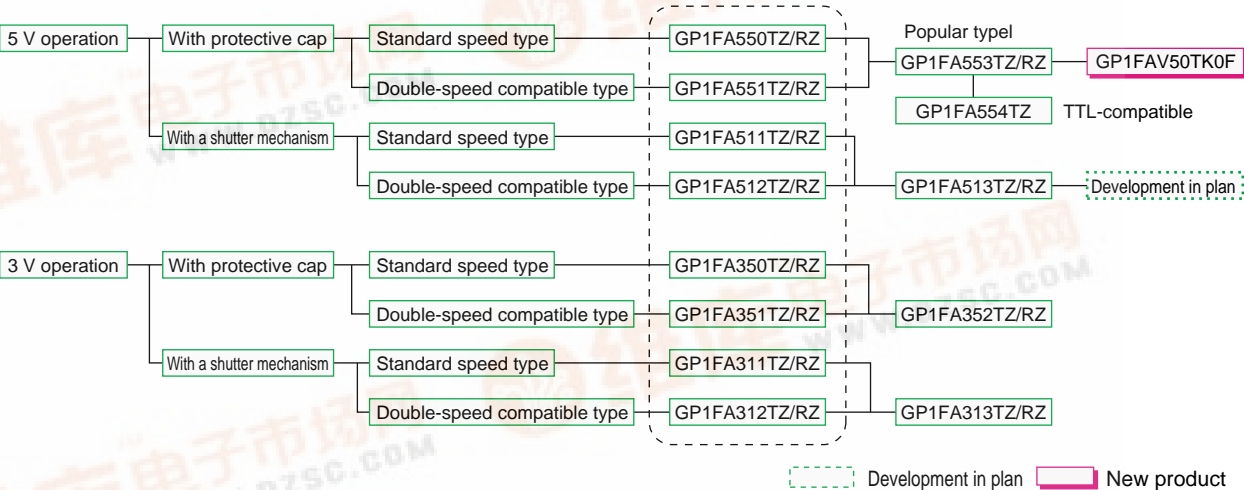 5 V operation
With protective cap
Standard speed type
GP1FA550TZ/RZ
Popular typel
GP1FA553TZ/RZ
GP1FAV50TK0F
Double-speed compatible type
GP1FA551TZ/RZ
GP1FA554TZ
TTL-compatible
With a shutter mechanism
Standard speed type
GP1FA511TZ/RZ
Double-speed compatible type
GP1FA512TZ/RZ
GP1FA513TZ/RZ
Development in plan
3 V operation
With protective cap
Standard speed type
GP1FA350TZ/RZ
Double-speed compatible type
GP1FA351TZ/RZ
GP1FA352TZ/RZ
With a shutter mechanism
Standard speed type
GP1FA311TZ/RZ
Double-speed compatible type
GP1FA312TZ/RZ
GP1FA313TZ/RZ
Development in plan
New product